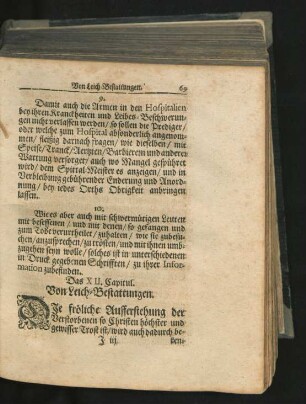 Von Leich-Bestattungen. 69
9.
Damit auch die Armen in den Hospitalien
bey ihren Kranckheiten und Leibes-Beschwerun-
gen nicht verlassen werden / so sollen die Prediger /
oder welche zum Hospital absonderlich angenom-
men / fleißig darnach fragen / wie dieselben / mit
Speise / Tranck / Aertzten / Barbierern und anderer
Wartung versorget / auch wo Mangel gespühret
wird / dem Spittal-Meister es anzeigen / und in
Verbleibung gebührender Enderung und Anord-
nung / bey iedes Orths Obrigkeit anbringen
lassen.
10.
Wie es aber auch mit schwermütigen Leuten
mit besessenen / und mit denen / so gefangen und
zum Tode verurtheilet / zuhalten / wie sie zubesu-
chen / anzusprechen / zu trösten / und mit ihnen umb-
zugehen seyn wolle / solches ist in unterschiedenen
in Druck gegebenen Schrifften / zu ihrer Infor-
mation zubefinden.
Das XII. Capitul.
Von Leich-Bestattungen.
DIe fröliche Aufferstehung der
Verstorbenen so Christen höchster und
gewisser Trost ist / wird auch dadurch be-
J iij ken-